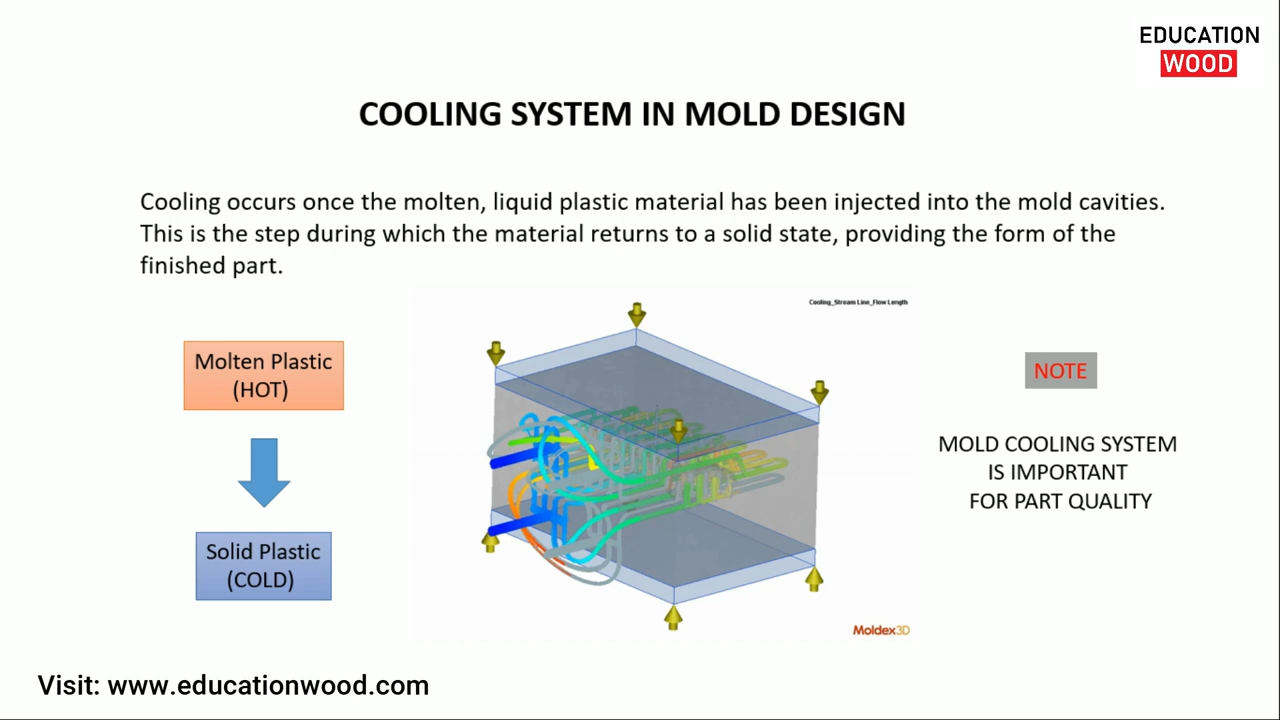 EDUCATION
WOOD
COOLING SYSTEM IN MOLD DESIGN
Cooling occurs once the molten, liquid plastic material has been injected into the mold cavities.
This is the step during which the material returns to a solid state, providing the form of the
finished part.
Cooling_Stream Line_Flow Length
Molten Plastic
(HOT)
Solid Plastic
(COLD)
NOTE
MOLD COOLING SYSTEM
IS IMPORTANT
FOR PART QUALITY
Moldex3D
Visit: www.educationwood.com